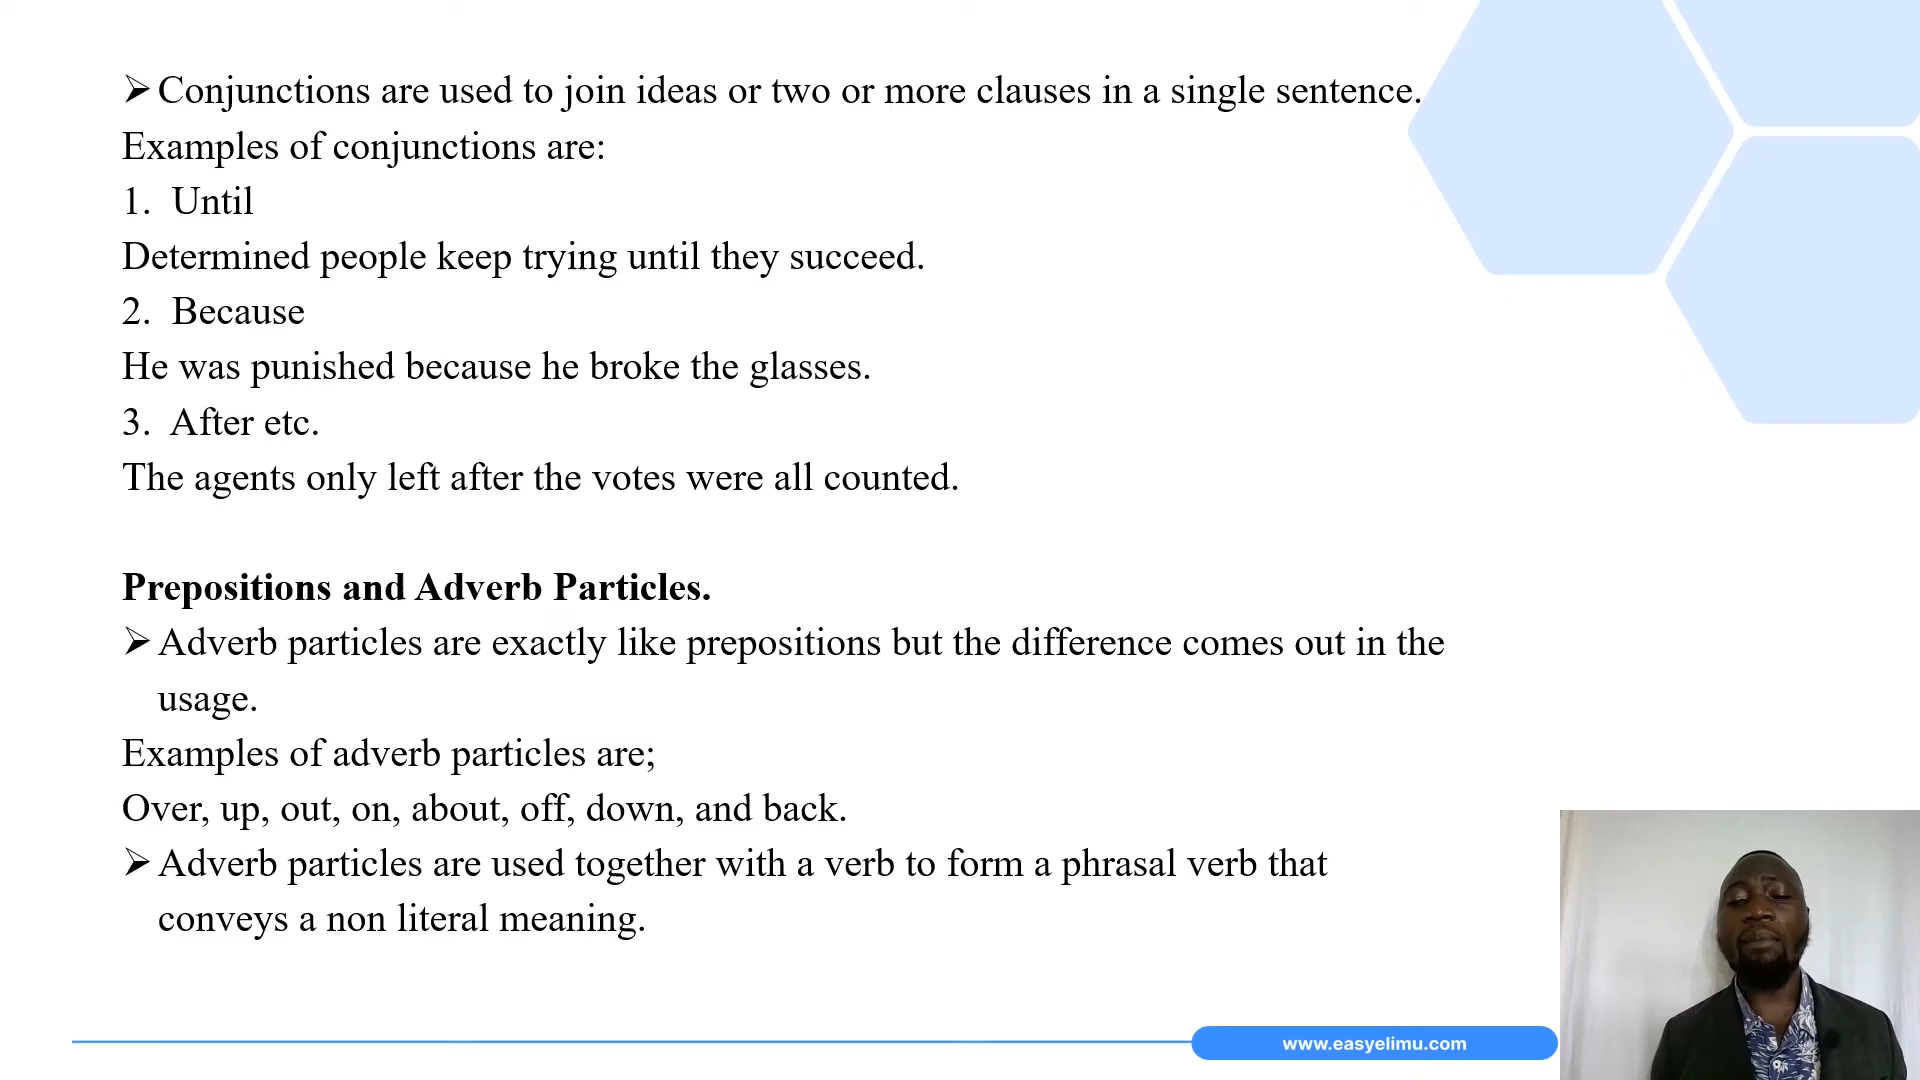 ➢ Conjunctions are used to join ideas or two or more clauses in a single sentence.
Examples of conjunctions are:
1. Until
Determined people keep trying until they succeed.
2. Because
He was punished because he broke the glasses.
3. After etc.
The agents only left after the votes were all counted.
Prepositions and Adverb Particles.
➢ Adverb particles are exactly like prepositions but the difference comes out in the
usage.
Examples of adverb particles are;
Over, up, out, on, about, off, down, and back.
➢ Adverb particles are used together with a verb to form a phrasal verb that
conveys a non literal meaning.
www.easyelimu.com